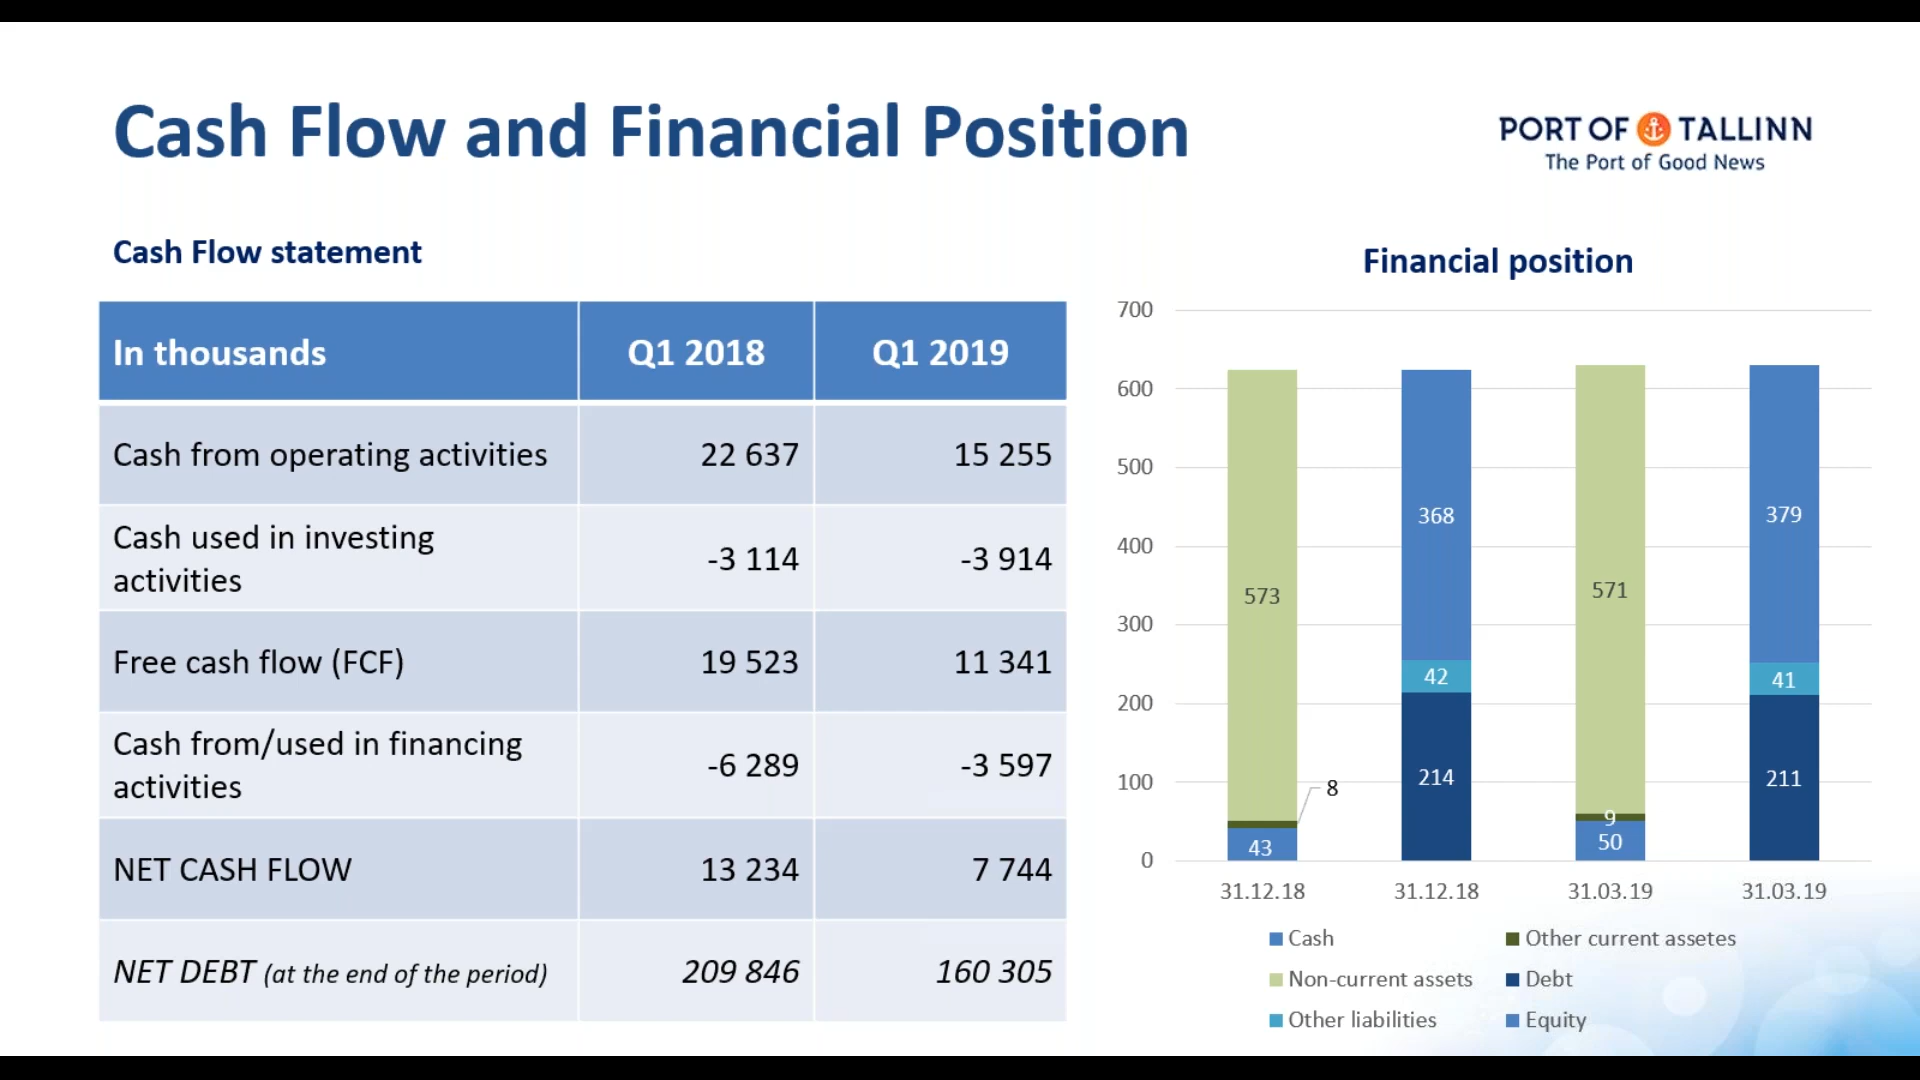 Cash Flow and Financial Position
PORT OF TALLINN
The Port of Good News
Cash Flow statement
In thousands Q1 2018 Q1 2019
Cash from operating activities 22 637 15 255
Cash used in investing
activities -3 114 -3 914
Free cash flow (FCF) 19 523 11 341
Cash from/used in financing
activities -6 289 -3 597
NET CASH FLOW 13 234 7 744
NET DEBT (at the end of the period) 209 846 160 305
Financial position
700
600
500
400
300
200
100
0
573
8
43
368
42
214
571
9
50
379
41
211
31.12.18 31.12.18 31.03.19 31.03.19
Cash Other current assetes
Non-current assets Debt
Other liabilities Equity